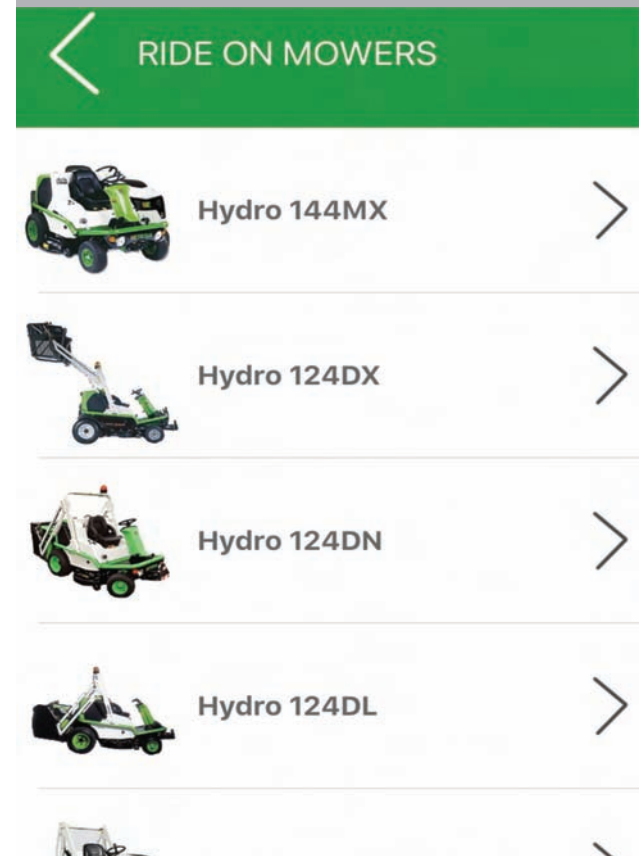 RIDE ON MOWERS
Hydro 144MX
Hydro 124DX
Hydro 124DN
Hydro 124DL